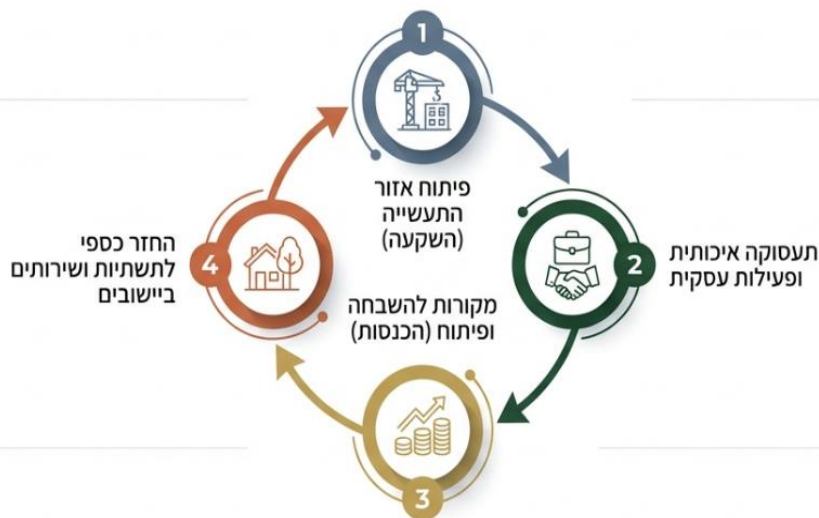 1
פיתוח אזור
התעשייה
(השקעה)
2
תעסוקה איכותית
ופעילות עסקית
מקורות להשבחה
ופיתוח (הכנסות)
3
4
החזר כספי
לתשתיות ושירותים
ביישובים